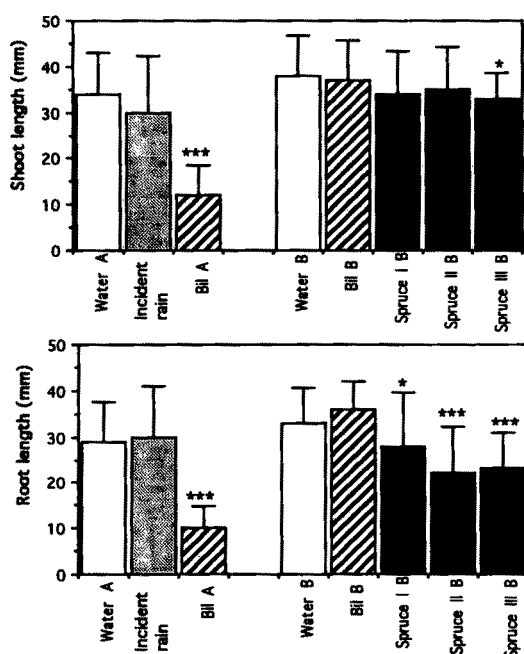 50
40
30
20
10
0
Shoot length (mm)
***
*
Water A
Incident
rain
Bil A
Water B
Bil B
Spruce I B
Spruce II B
Spruce III B
50
40
30
20
10
0
Root length (mm)
***
*
***
***
Water A
Incident
rain
Bil A
Water B
Bil B
Spruce I B
Spruce II B
Spruce III B